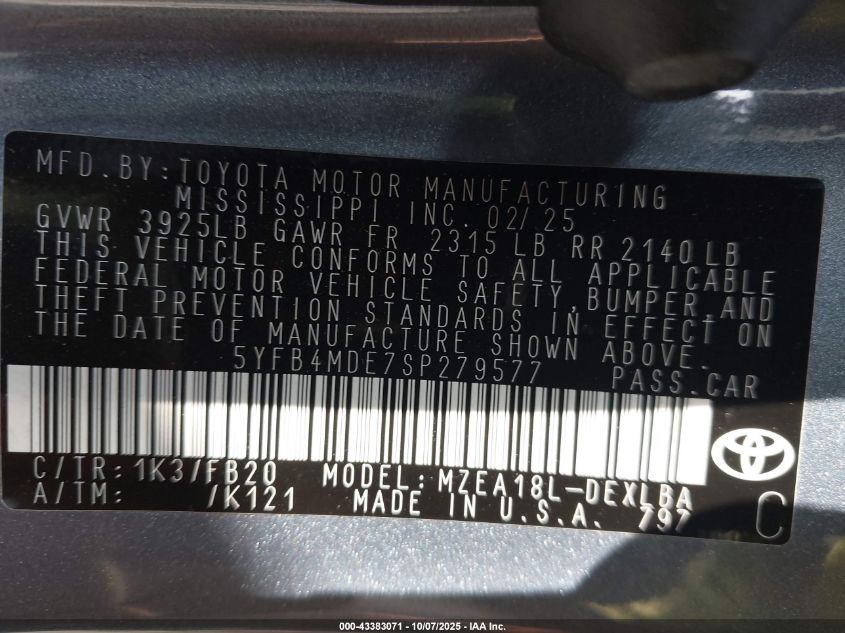 MFD. BY: TOYOTA MOTOR MANUFACTURING
MISSISSIPPI INC. 02/25
GVWR 3925LB GAWR FR 2315 LB RR 2140 LB
THIS VEHICLE CONFORMS TO ALL APPLICABLE
FEDERAL MOTOR VEHICLE SAFETY, BUMPER, AND
THEFT PREVENTION STANDARDS IN EFFECT ON
THE DATE OF MANUFACTURE SHOWN ABOVE.
5YFB4MDE7SP279577 PASS. CAR
C/TR: 1K3/FB20 MODEL: MZEA18L-DEXLBA
A/TM: /K121 MADE IN U.S.A. 797 C
000-43383071 - 10/07/2025 - IAA Inc.